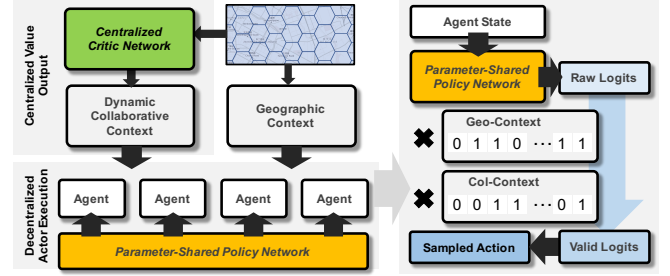 Centralized Value
Output
Centralized
Critic Network
Dynamic
Collaborative
Context
Geographic
Context
Decentralized
Actor Execution
Agent
Agent
Agent
Agent
Parameter-Shared Policy Network
Agent State
Parameter-Shared
Policy Network
Raw Logits
Geo-Context
0 1 1 0 ··· 1 1
Col-Context
0 0 1 1 ··· 0 1
Sampled Action
Valid Logits